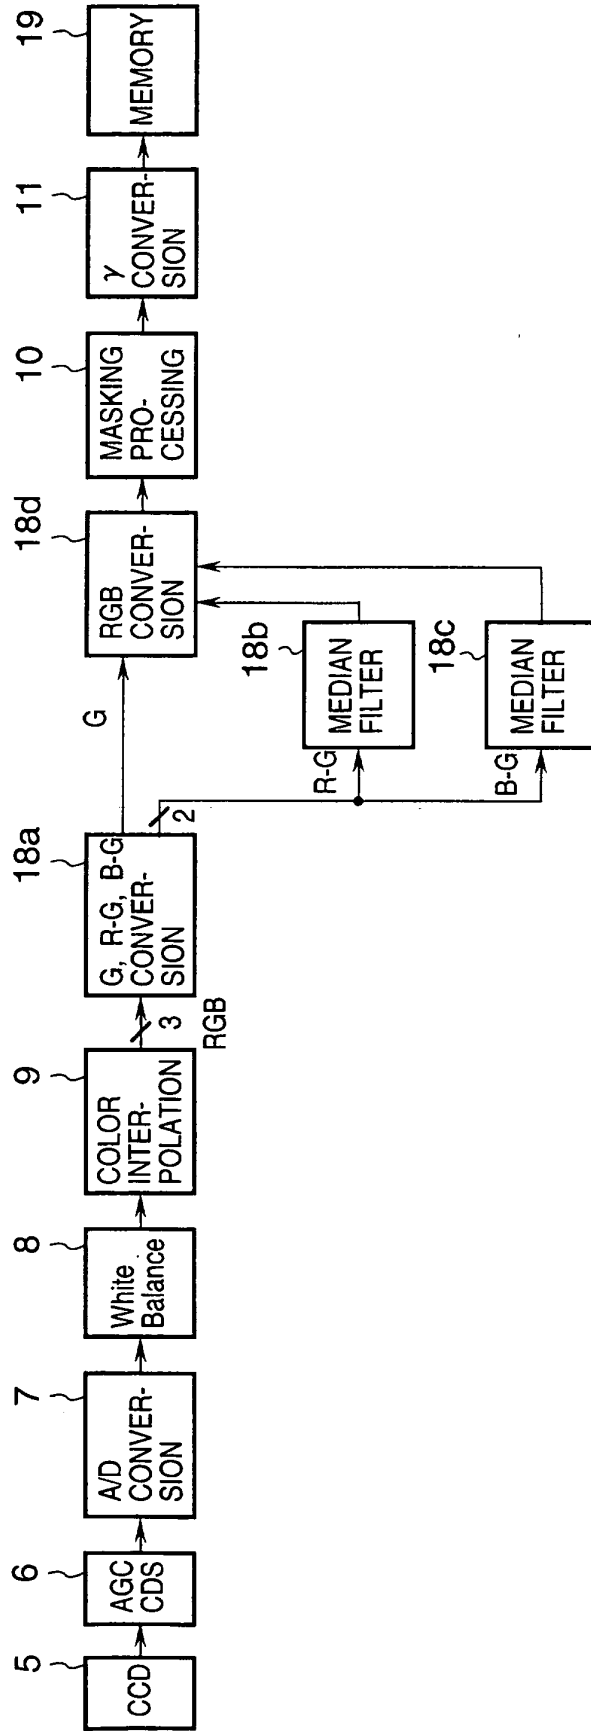 5
CCD
6
AGC
CDS
7
A/D
CONVER-
SION
8
White
Balance
9
COLOR
INTER-
POLATION
3
RGB
18a
G, R-G, B-G
CONVER-
SION
G
2
R-G
18b
MEDIAN
FILTER
B-G
18c
MEDIAN
FILTER
18d
RGB
CONVER-
SION
10
MASKING
PRO-
CESSING
11
γ
CONVER-
SION
19
MEMORY